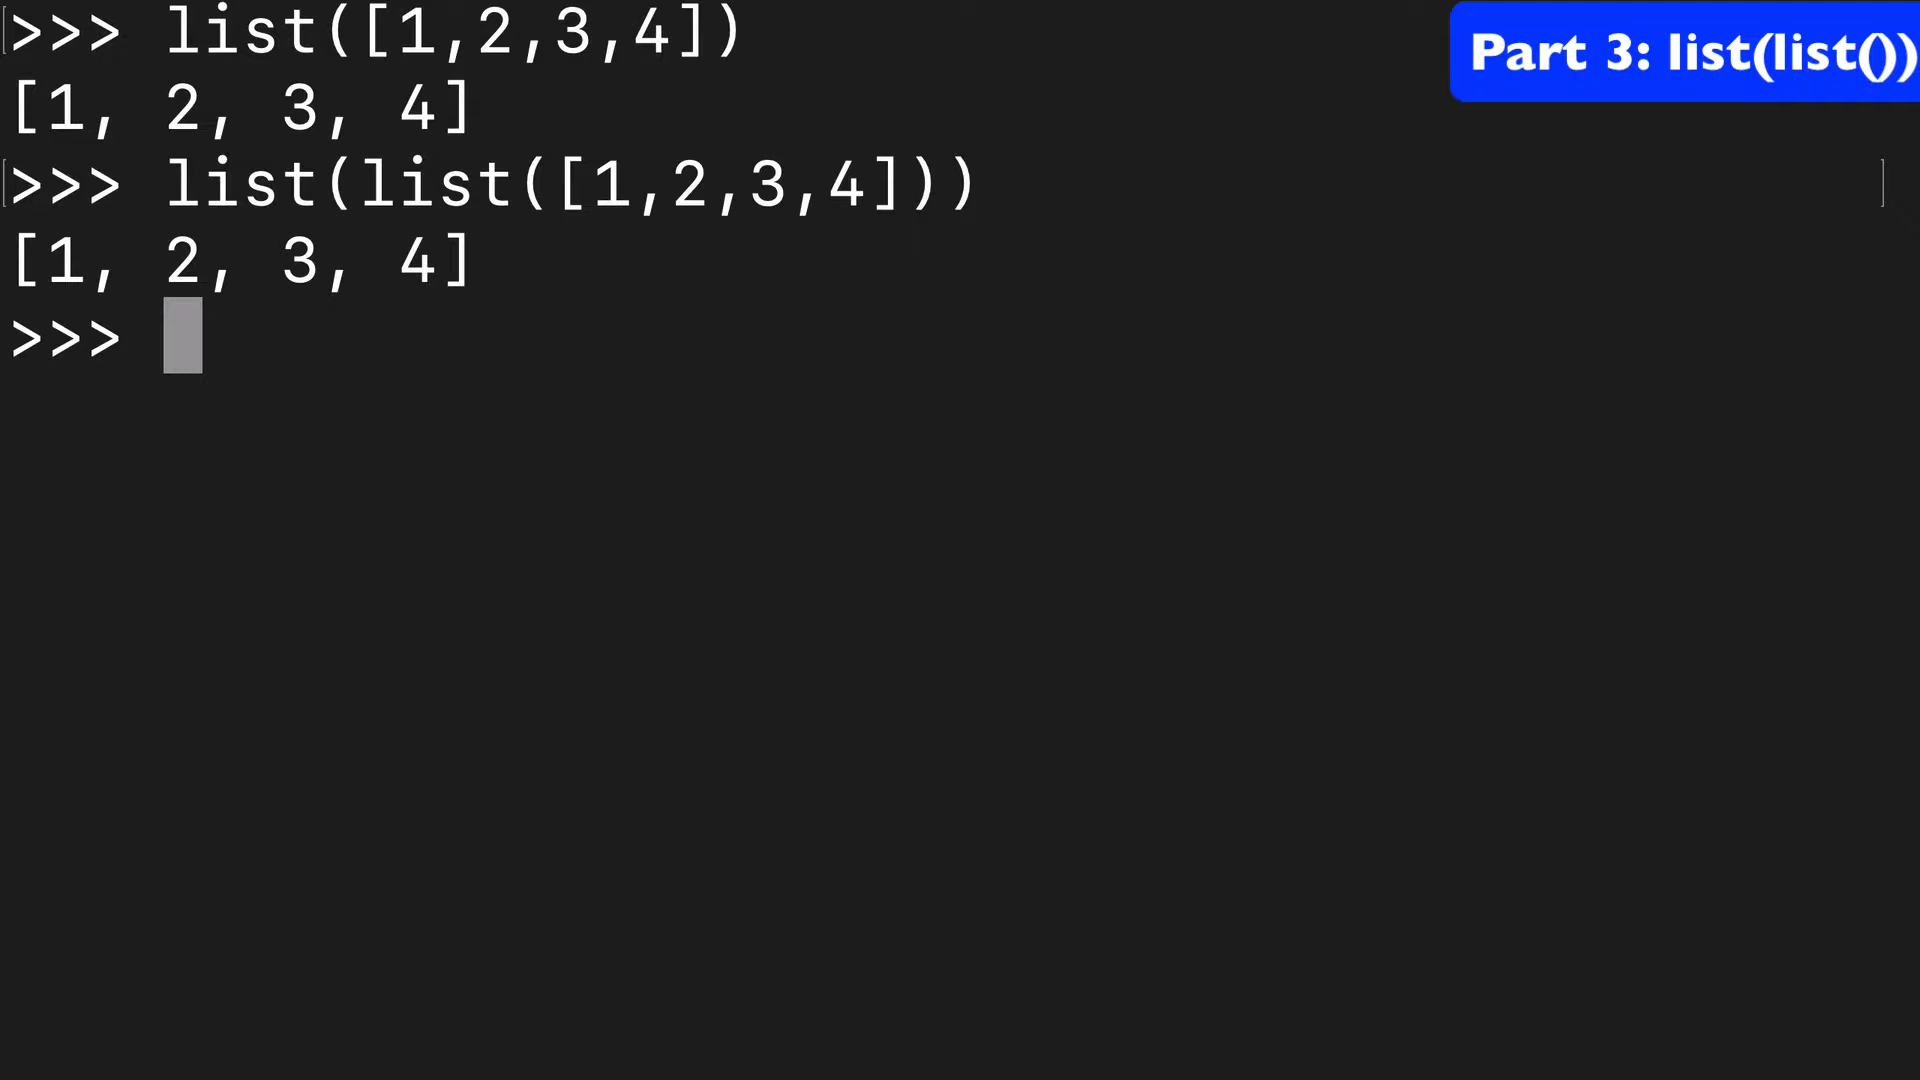 >>> list([1,2,3,4])
Part 3: list(list())
[1, 2, 3, 4]
>>> list(list([1,2,3,4]))
[1, 2, 3, 4]
>>>